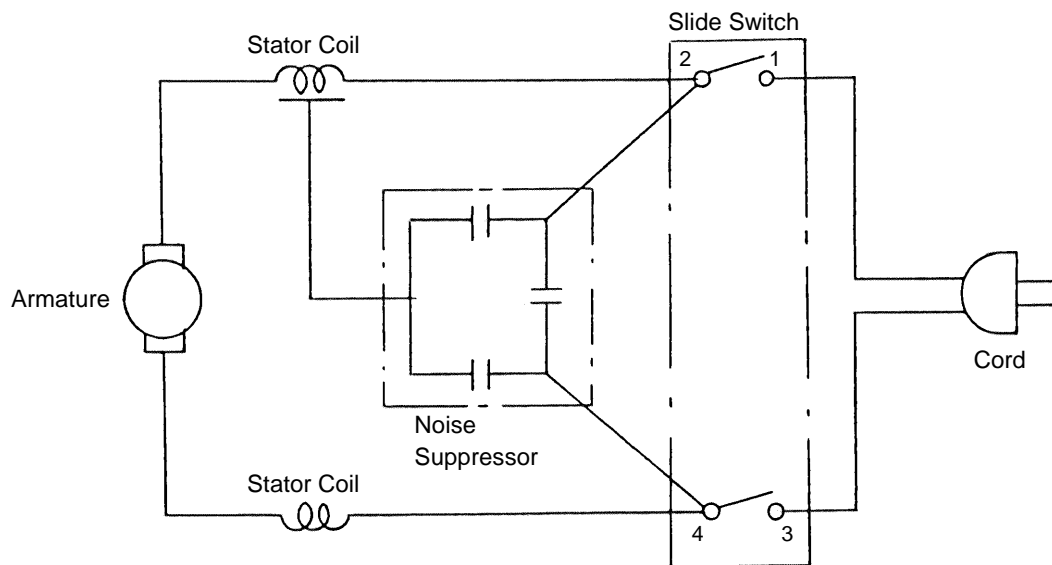 Slide Switch
Stator Coil
2
1
Armature
Cord
Noise
Suppressor
Stator Coil
4
3